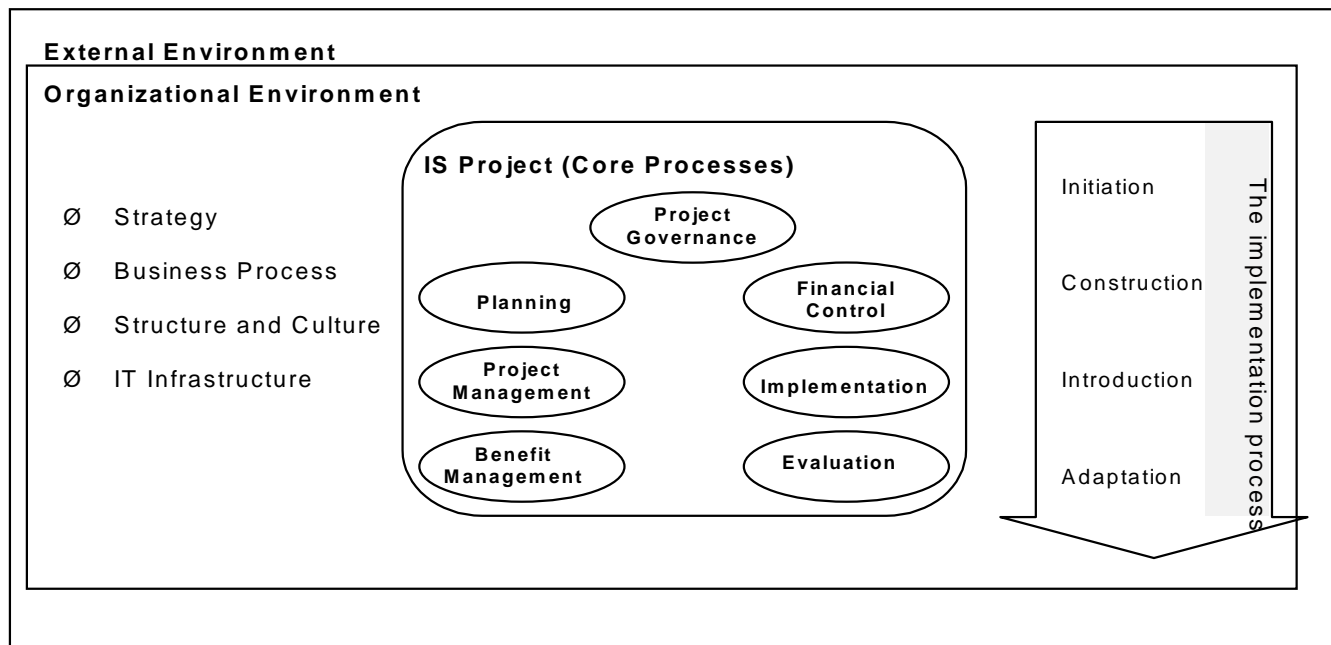 External Environment
Organizational Environment
Ø Strategy
Ø Business Process
Ø Structure and Culture
Ø IT Infrastructure
IS Project (Core Processes)
Project
Governance
Planning
Financial
Control
Project
Management
Implementation
Benefit
Management
Evaluation
Initiation
Construction
Introduction
Adaptation
The implementation process